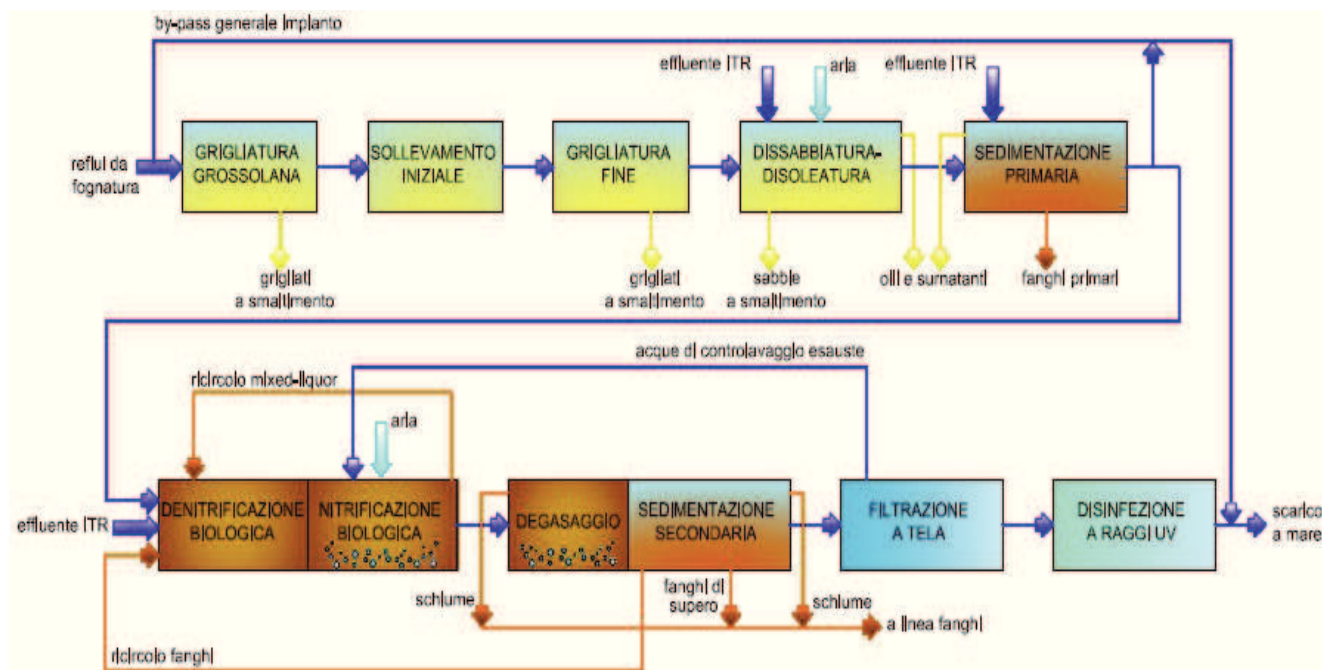 by-pass generale impianto
effluente ITR
aria
effluente ITR
reflui da
fognatura
GRIGLIATURA
GROSSOLANA
SOLLEVAMENTO
INIZIALE
GRIGLIATURA
FINE
DISSABBIATURA-
DISOLEATURA
SEDIMENTAZIONE
PRIMARIA
grigliati
a smaltimento
grigliati
a smaltimento
sabbie
a smaltimento
olii e surnatanti
fanghi primari
acque di controlavaggio esauste
ricircolo mixed-liquor
aria
effluente ITR
DENITRIFICAZIONE
BIOLOGICA
NITRIFICAZIONE
BIOLOGICA
DEGASAGGIO
SEDIMENTAZIONE
SECONDARIA
FILTRAZIONE
A TELA
DISINFEZIONE
A RAGGI UV
scarico
a mare
schiume
fanghi di
supero
schiume
a linea fanghi
ricircolo fanghi